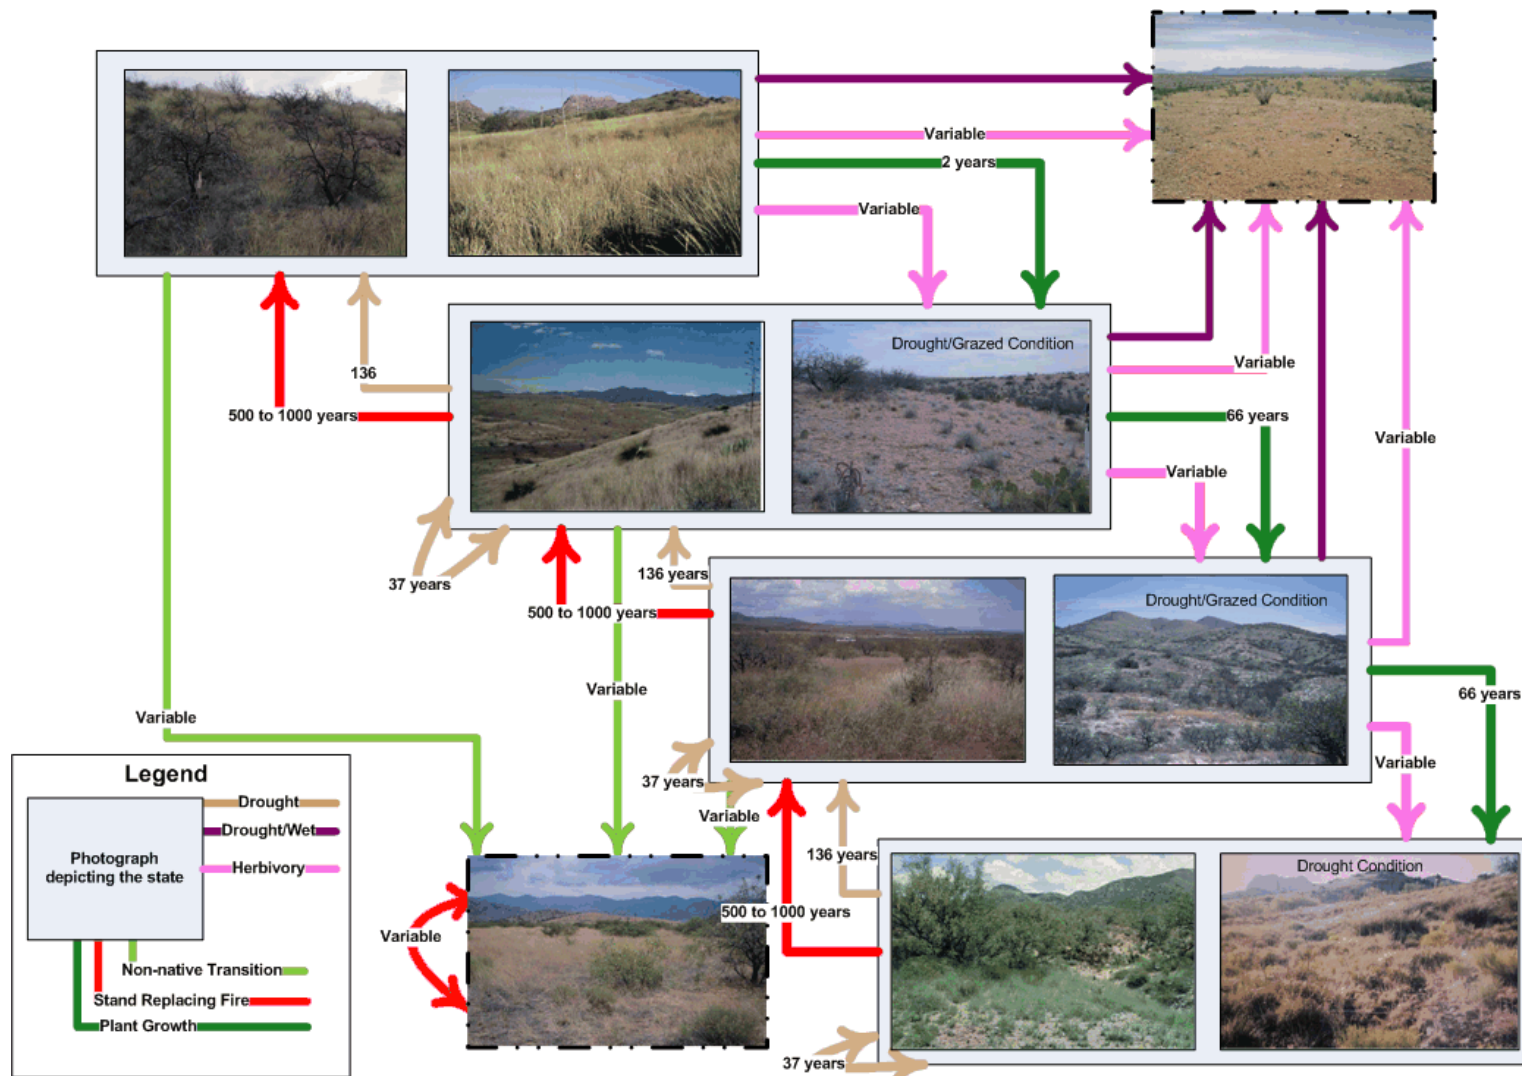 Variable
2 years
Variable
Drought/Grazed Condition
136
Variable
500 to 1000 years
66 years
Variable
Variable
136 years
37 years
Drought/Grazed Condition
500 to 1000 years
Variable
66 years
Variable
Variable
37 years
Variable
Legend
Drought
Drought/Wet
Photograph
depicting the state
Herbivory
Non-native Transition
Stand Replacing Fire
Plant Growth
136 years
Drought Condition
500 to 1000 years
Variable
37 years